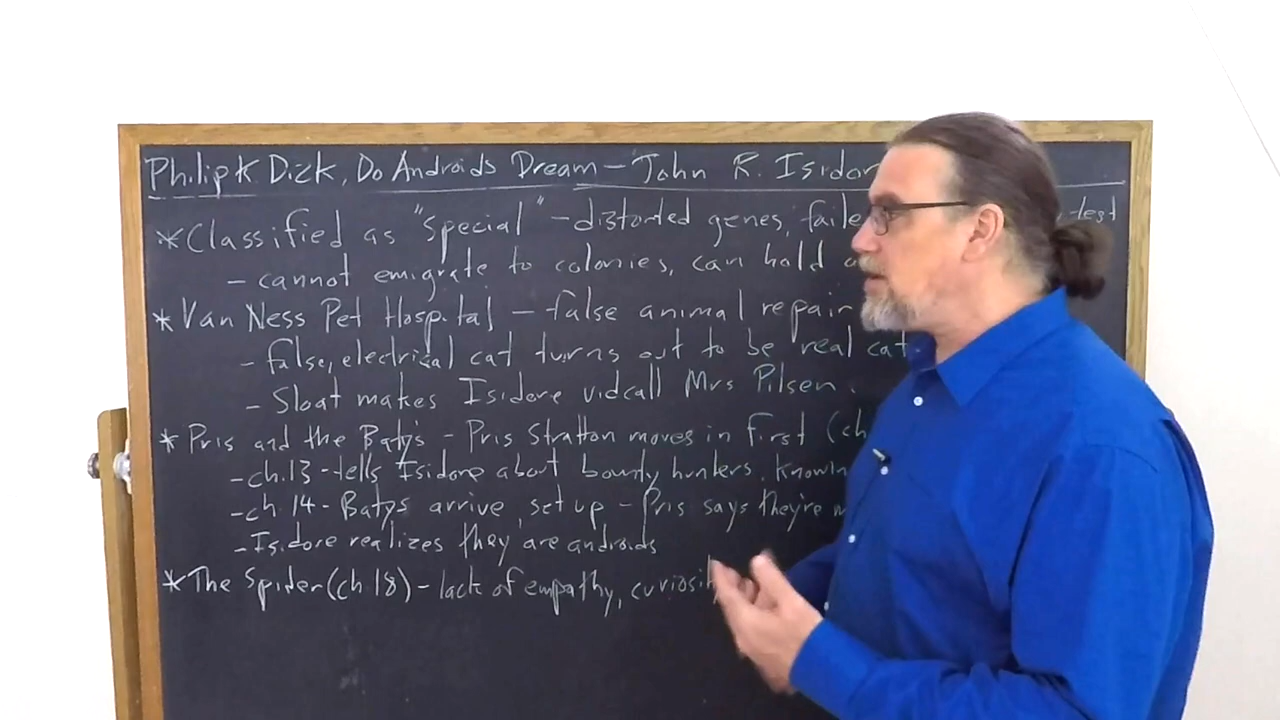 Philip K. Dick, Do Androids Dream - John R. Isidor
* Classified as "special" - distorted genes, faile test
- cannot emigrate to colonies, can hold
* Van Ness Pet Hospital - false animal repair
- false, electrical cat turns out to be real cat
- Sloat makes Isidore vidcall Mrs Pilsen.
* Pris and the Batys - Pris Stratton moves in first (ch
- ch.13 - tells Isidore about bounty hunters. Knowin
- ch.14 - Batys arrive, set up - Pris says they're
- Isidore realizes they are androids
* The Spider (ch.18) - lack of empathy, curiosit